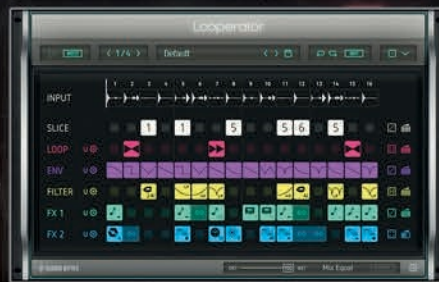 Looperator
< 1/4 > Default < >
1 2 3 4 5 6 7 8 9 10 11 12 13 14 15 16
INPUT
SLICE 1 1 5 5 6 5
LOOP
ENV
FILTER
FX 1
FX 2
Mix Equal